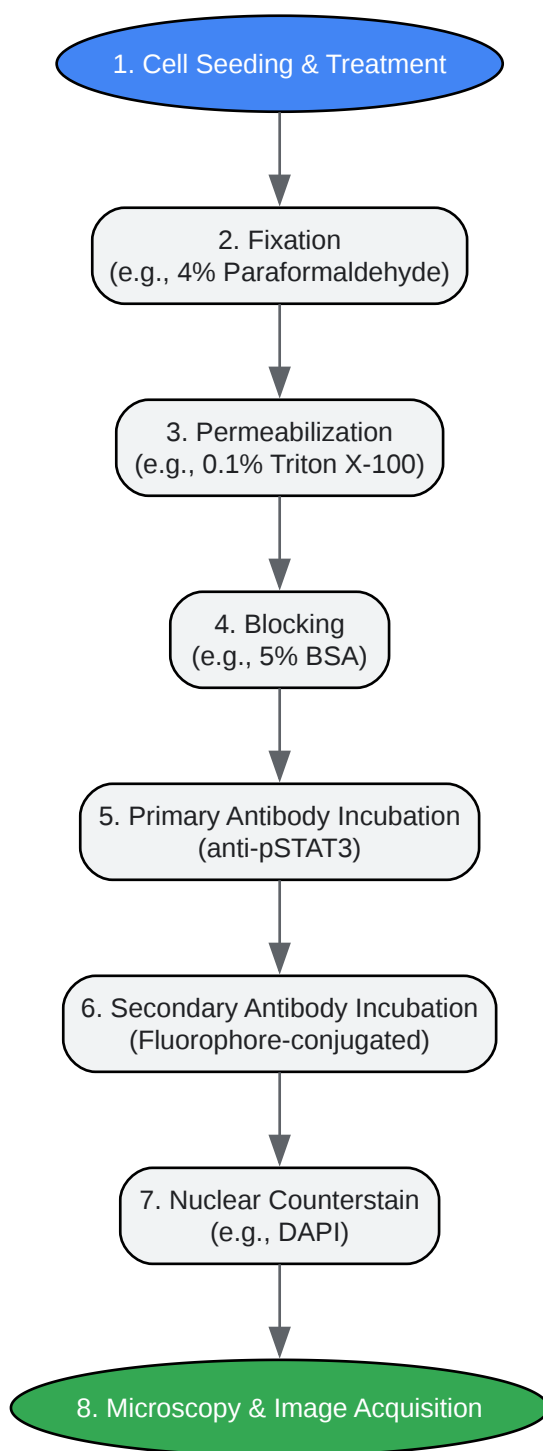 1. Cell Seeding & Treatment
2. Fixation
(e.g., 4% Paraformaldehyde)
3. Permeabilization
(e.g., 0.1% Triton X-100)
4. Blocking
(e.g., 5% BSA)
5. Primary Antibody Incubation
(anti-pSTAT3)
6. Secondary Antibody Incubation
(Fluorophore-conjugated)
7. Nuclear Counterstain
(e.g., DAPI)
8. Microscopy & Image Acquisition